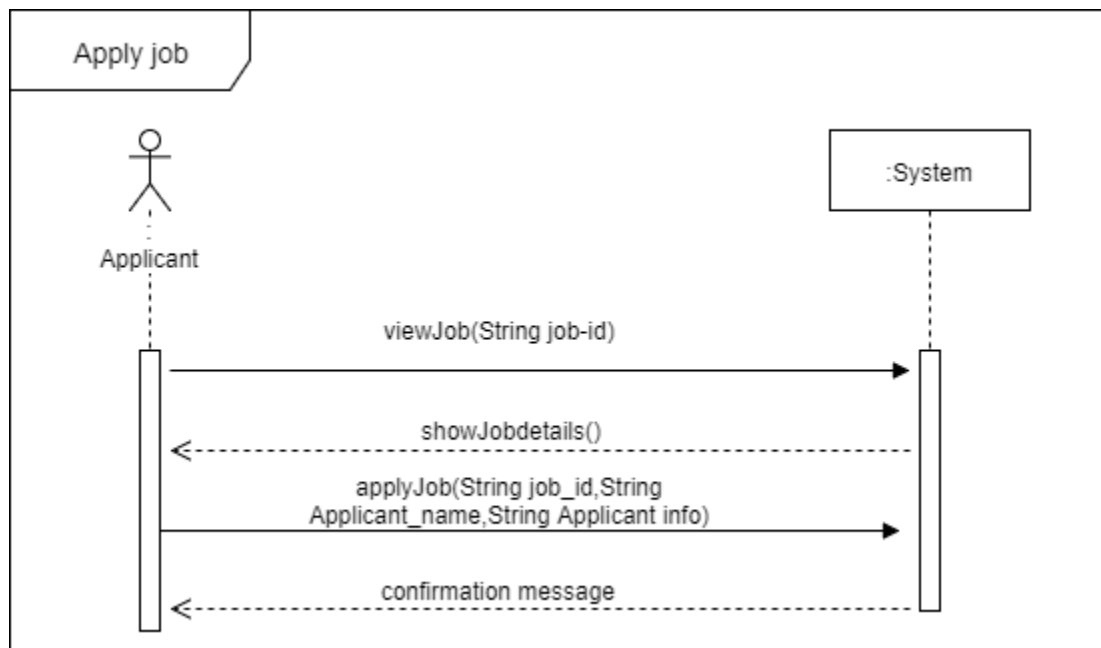 Apply job
:System
Applicant
viewJob(String job-id)
showJobdetails()
applyJob(String job_id,String
Applicant_name,String Applicant info)
confirmation message